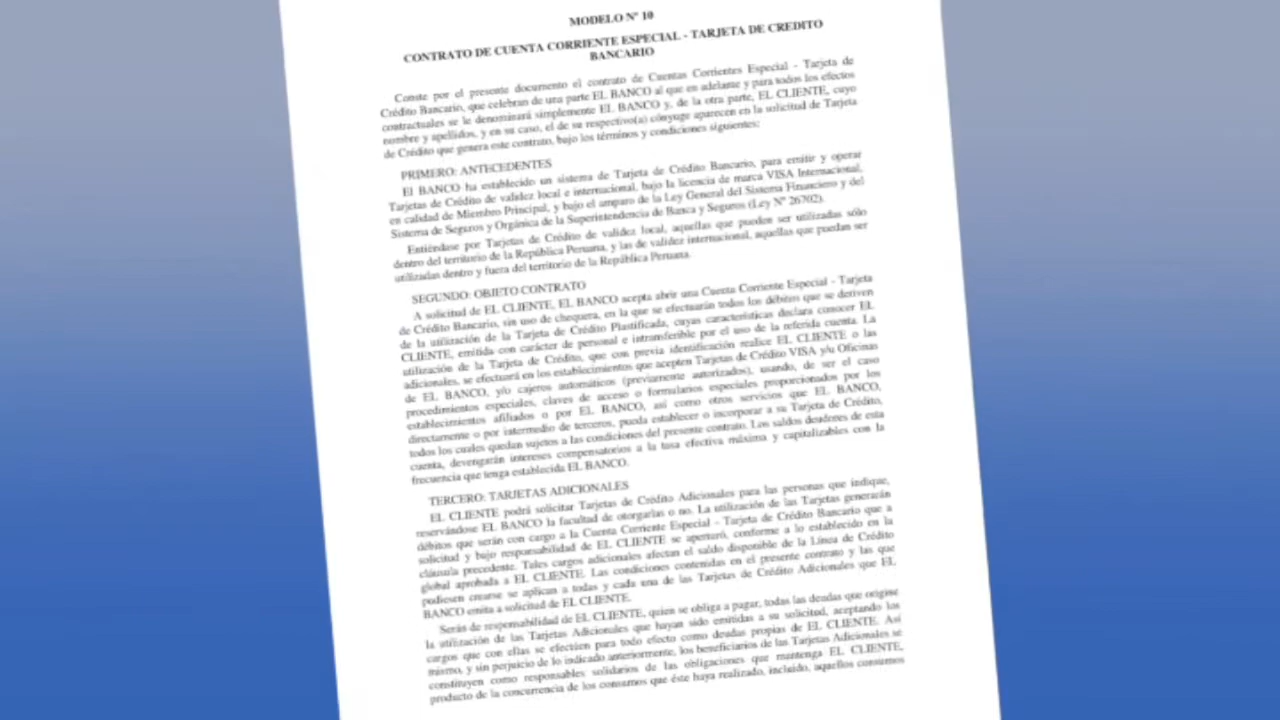 MODELO Nº 10
CONTRATO DE CUENTA CORRIENTE ESPECIAL - TARJETA DE CREDITO
BANCARIO
Conste por el presente documento el contrato de Cuentas Corrientes Especial - Tarjeta de
Crédito Bancario, que celebran de una parte EL BANCO al que en adelante y para todos los efectos
contractuales se le denominará simplemente EL BANCO y, de la otra parte, EL CLIENTE, cuyo
nombre y apellidos, y en su caso, el de su respectivo(a) cónyuge aparecen en la solicitud de Tarjeta
de Crédito que genera este contrato, bajo los términos y condiciones siguientes:
PRIMERO: ANTECEDENTES
El BANCO ha establecido un sistema de Tarjeta de Crédito Bancario, para emitir y operar
Tarjetas de Crédito de validez local e internacional, bajo la licencia de marca VISA Internacional,
en calidad de Miembro Principal, y bajo el amparo de la Ley General del Sistema Financiero y del
Sistema de Seguros y Orgánica de la Superintendencia de Banca y Seguros (Ley Nº 26702).
Entiéndase por Tarjetas de Crédito de validez local, aquellas que pueden ser utilizadas sólo
dentro del territorio de la República Peruana, y las de validez internacional, aquellas que puedan ser
utilizadas dentro y fuera del territorio de la República Peruana.
SEGUNDO: OBJETO CONTRATO
A solicitud de EL CLIENTE, EL BANCO acepta abrir una Cuenta Corriente Especial - Tarjeta
de Crédito Bancario, sin uso de chequera, en la que se efectuarán todos los débitos que se deriven
de la utilización de la Tarjeta de Crédito Plastificada, cuyas características declara conocer EL
CLIENTE, emitida con carácter de personal e intransferible por el uso de la referida cuenta. La
utilización de la Tarjeta de Crédito, que con previa identificación realice EL CLIENTE o las
adicionales, se efectuará en los establecimientos que acepten Tarjetas de Crédito VISA y/u Oficinas
de EL BANCO, y/o cajeros automáticos (previamente autorizados), usando, de ser el caso
procedimientos especiales, claves de acceso o formularios especiales proporcionados por los
establecimientos afiliados o por EL BANCO, así como otros servicios que EL BANCO,
directamente o por intermedio de terceros, pueda establecer o incorporar a su Tarjeta de Crédito,
todos los cuales quedan sujetos a las condiciones del presente contrato. Los saldos deudores de esta
cuenta, devengarán intereses compensatorios a la tasa efectiva máxima y capitalizables con la
frecuencia que tenga establecida EL BANCO.
TERCERO: TARJETAS ADICIONALES
EL CLIENTE podrá solicitar Tarjetas de Crédito Adicionales para las personas que indique,
reservándose EL BANCO la facultad de otorgarlas o no. La utilización de las Tarjetas generarán
débitos que serán con cargo a la Cuenta Corriente Especial - Tarjeta de Crédito Bancario que a
solicitud y bajo responsabilidad de EL CLIENTE se aperturó, conforme a lo establecido en la
cláusula precedente. Tales cargos adicionales afectan el saldo disponible de la Línea de Crédito
global aprobada a EL CLIENTE. Las condiciones contenidas en el presente contrato y las que
pudiesen crearse se aplican a todas y cada una de las Tarjetas de Crédito Adicionales que EL
BANCO emita a solicitud de EL CLIENTE.
Serán de responsabilidad de EL CLIENTE, quien se obliga a pagar, todas las deudas que origine
la utilización de las Tarjetas Adicionales que hayan sido emitidas a su solicitud, aceptando los
cargos que con ellas se efectúen para todo efecto como deudas propias de EL CLIENTE. Así
mismo, y sin perjuicio de lo indicado anteriormente, los beneficiarios de las Tarjetas Adicionales se
constituyen como responsables solidarios de las obligaciones que mantenga EL CLIENTE,
producto de la concurrencia de los consumos que éste haya realizado, incluido, aquellos consumos